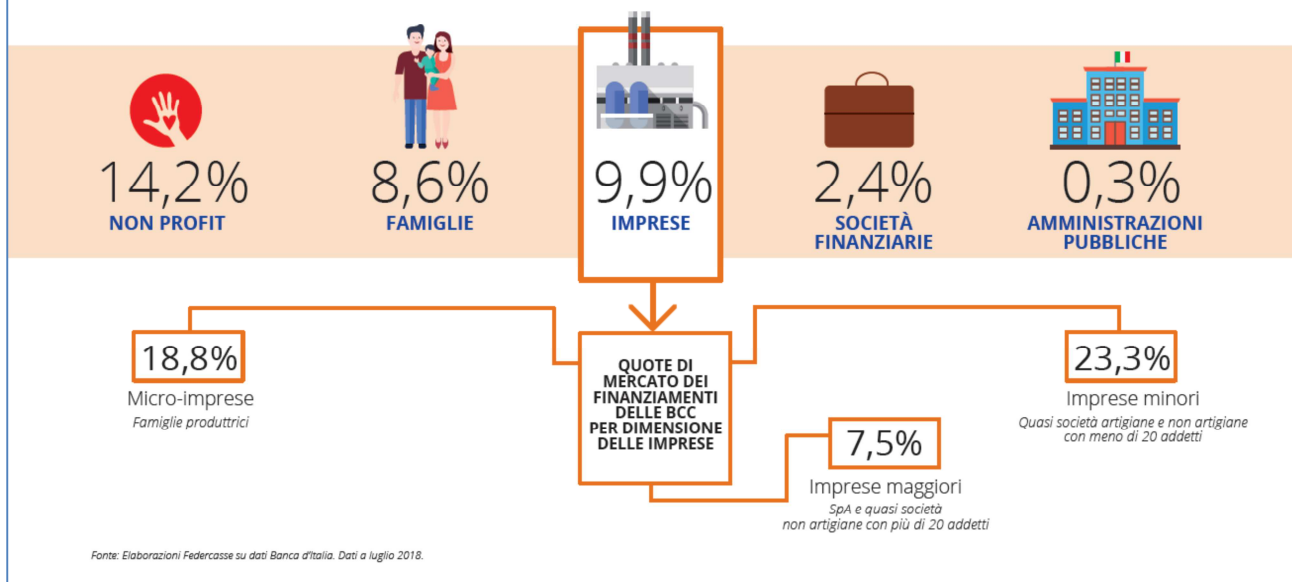 14,2%
NON PROFIT
8,6%
FAMIGLIE
9,9%
IMPRESE
2,4%
SOCIETÀ
FINANZIARIE
0,3%
AMMINISTRAZIONI
PUBBLICHE
18,8%
Micro-imprese
Famiglie produttrici
QUOTE DI
MERCATO DEI
FINANZIAMENTI
DELLE BCC
PER DIMENSIONE
DELLE IMPRESE
7,5%
Imprese maggiori
SpA e quasi società
non artigiane con più di 20 addetti
23,3%
Imprese minori
Quasi società artigiane e non artigiane
con meno di 20 addetti
Fonte: Elaborazioni Federcasse su dati Banca d'Italia. Dati a luglio 2018.